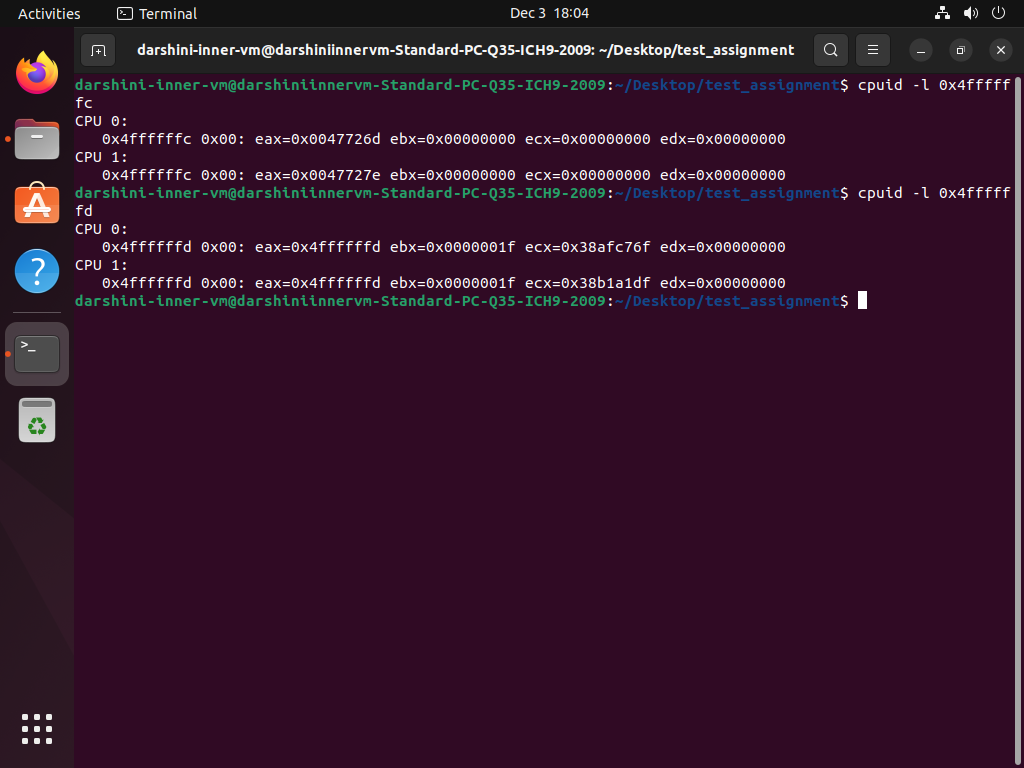 Activities Terminal Dec 3 18:04
darshini-inner-vm@darshiniinnervm-Standard-PC-Q35-ICH9-2009: ~/Desktop/test_assignment
darshini-inner-vm@darshiniinnervm-Standard-PC-Q35-ICH9-2009:~/Desktop/test_assignment$ cpuid -l 0x4fffff
fc
CPU 0:
0x4ffffffc 0x00: eax=0x0047726d ebx=0x00000000 ecx=0x00000000 edx=0x00000000
CPU 1:
0x4ffffffc 0x00: eax=0x0047727e ebx=0x00000000 ecx=0x00000000 edx=0x00000000
darshini-inner-vm@darshiniinnervm-Standard-PC-Q35-ICH9-2009:~/Desktop/test_assignment$ cpuid -l 0x4fffff
fd
CPU 0:
0x4ffffffd 0x00: eax=0x4ffffffd ebx=0x0000001f ecx=0x38afc76f edx=0x00000000
CPU 1:
0x4ffffffd 0x00: eax=0x4ffffffd ebx=0x0000001f ecx=0x38b1a1df edx=0x00000000
darshini-inner-vm@darshiniinnervm-Standard-PC-Q35-ICH9-2009:~/Desktop/test_assignment$